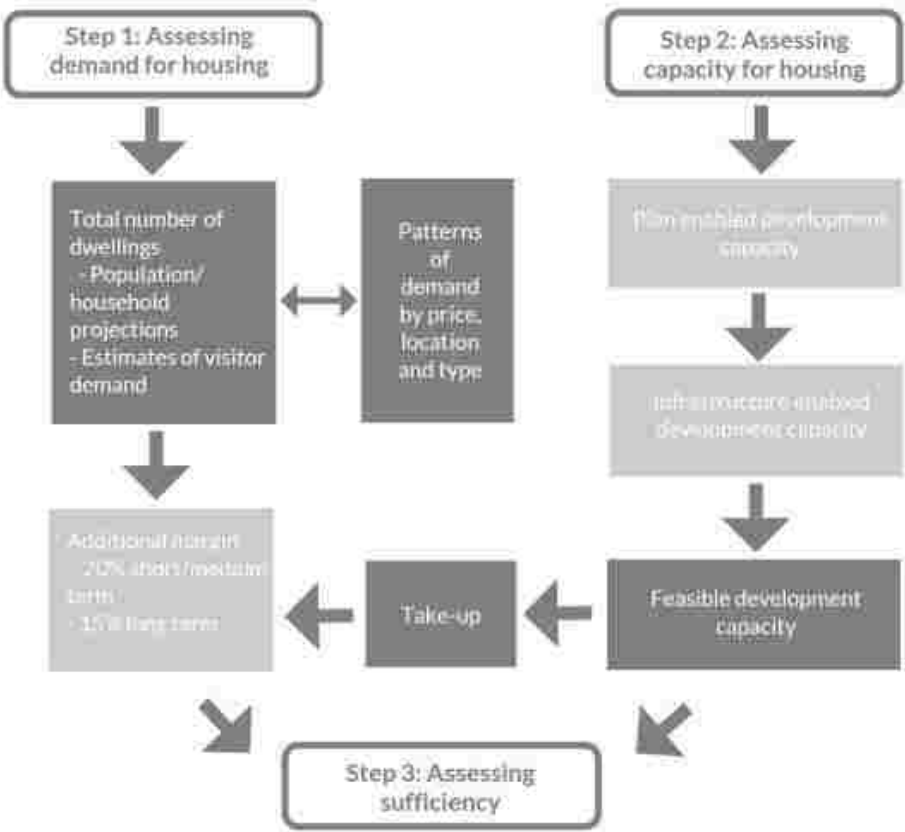 Step 1: Assessing
demand for housing
Step 2: Assessing
capacity for housing
Total number of
dwellings
- Population/
household
projections
- Estimates of visitor
demand
Patterns
of
demand
by price,
location
and type
Plan enabled development
capacity
Infrastructure enabled
development capacity
Additional margin
- 20% short/medium
term
- 15% long term
Take-up
Feasible development
capacity
Step 3: Assessing
sufficiency